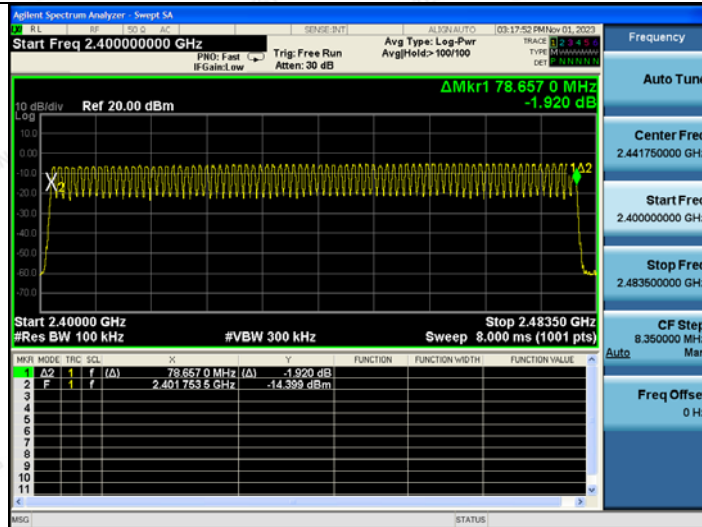 Agilent Spectrum Analyzer - Swept SA
RL RF 50 Ω AC SENSE:INT ALIGN AUTO 03:17:52 PM Nov 01, 2023
Start Freq 2.400000000 GHz
PNO: Fast
IFGain:Low
Trig: Free Run
Atten: 30 dB
Avg Type: Log-Pwr
Avg|Hold:>100/100
TRACE 1 2 3 4 5 6
TYPE M
DET P N N N N N
ΔMkr1 78.657 0 MHz
-1.920 dB
10 dB/div Ref 20.00 dBm
Log
10.0
0.00
-10.0
-20.0
-30.0
-40.0
-50.0
-60.0
-70.0
2
1Δ2
Start 2.40000 GHz Stop 2.48350 GHz
#Res BW 100 kHz #VBW 300 kHz Sweep 8.000 ms (1001 pts)
MKR MODE TRC SCL X Y FUNCTION FUNCTION WIDTH FUNCTION VALUE
1 Δ2 1 f (Δ) 78.657 0 MHz (Δ) -1.920 dB
2 F 1 f 2.401 753 5 GHz -14.399 dBm
3
4
5
6
7
8
9
10
11
MSG STATUS
Frequency
Auto Tune
Center Freq
2.441750000 GHz
Start Freq
2.400000000 GHz
Stop Freq
2.483500000 GHz
CF Step
8.350000 MHz
Auto Man
Freq Offset
0 Hz